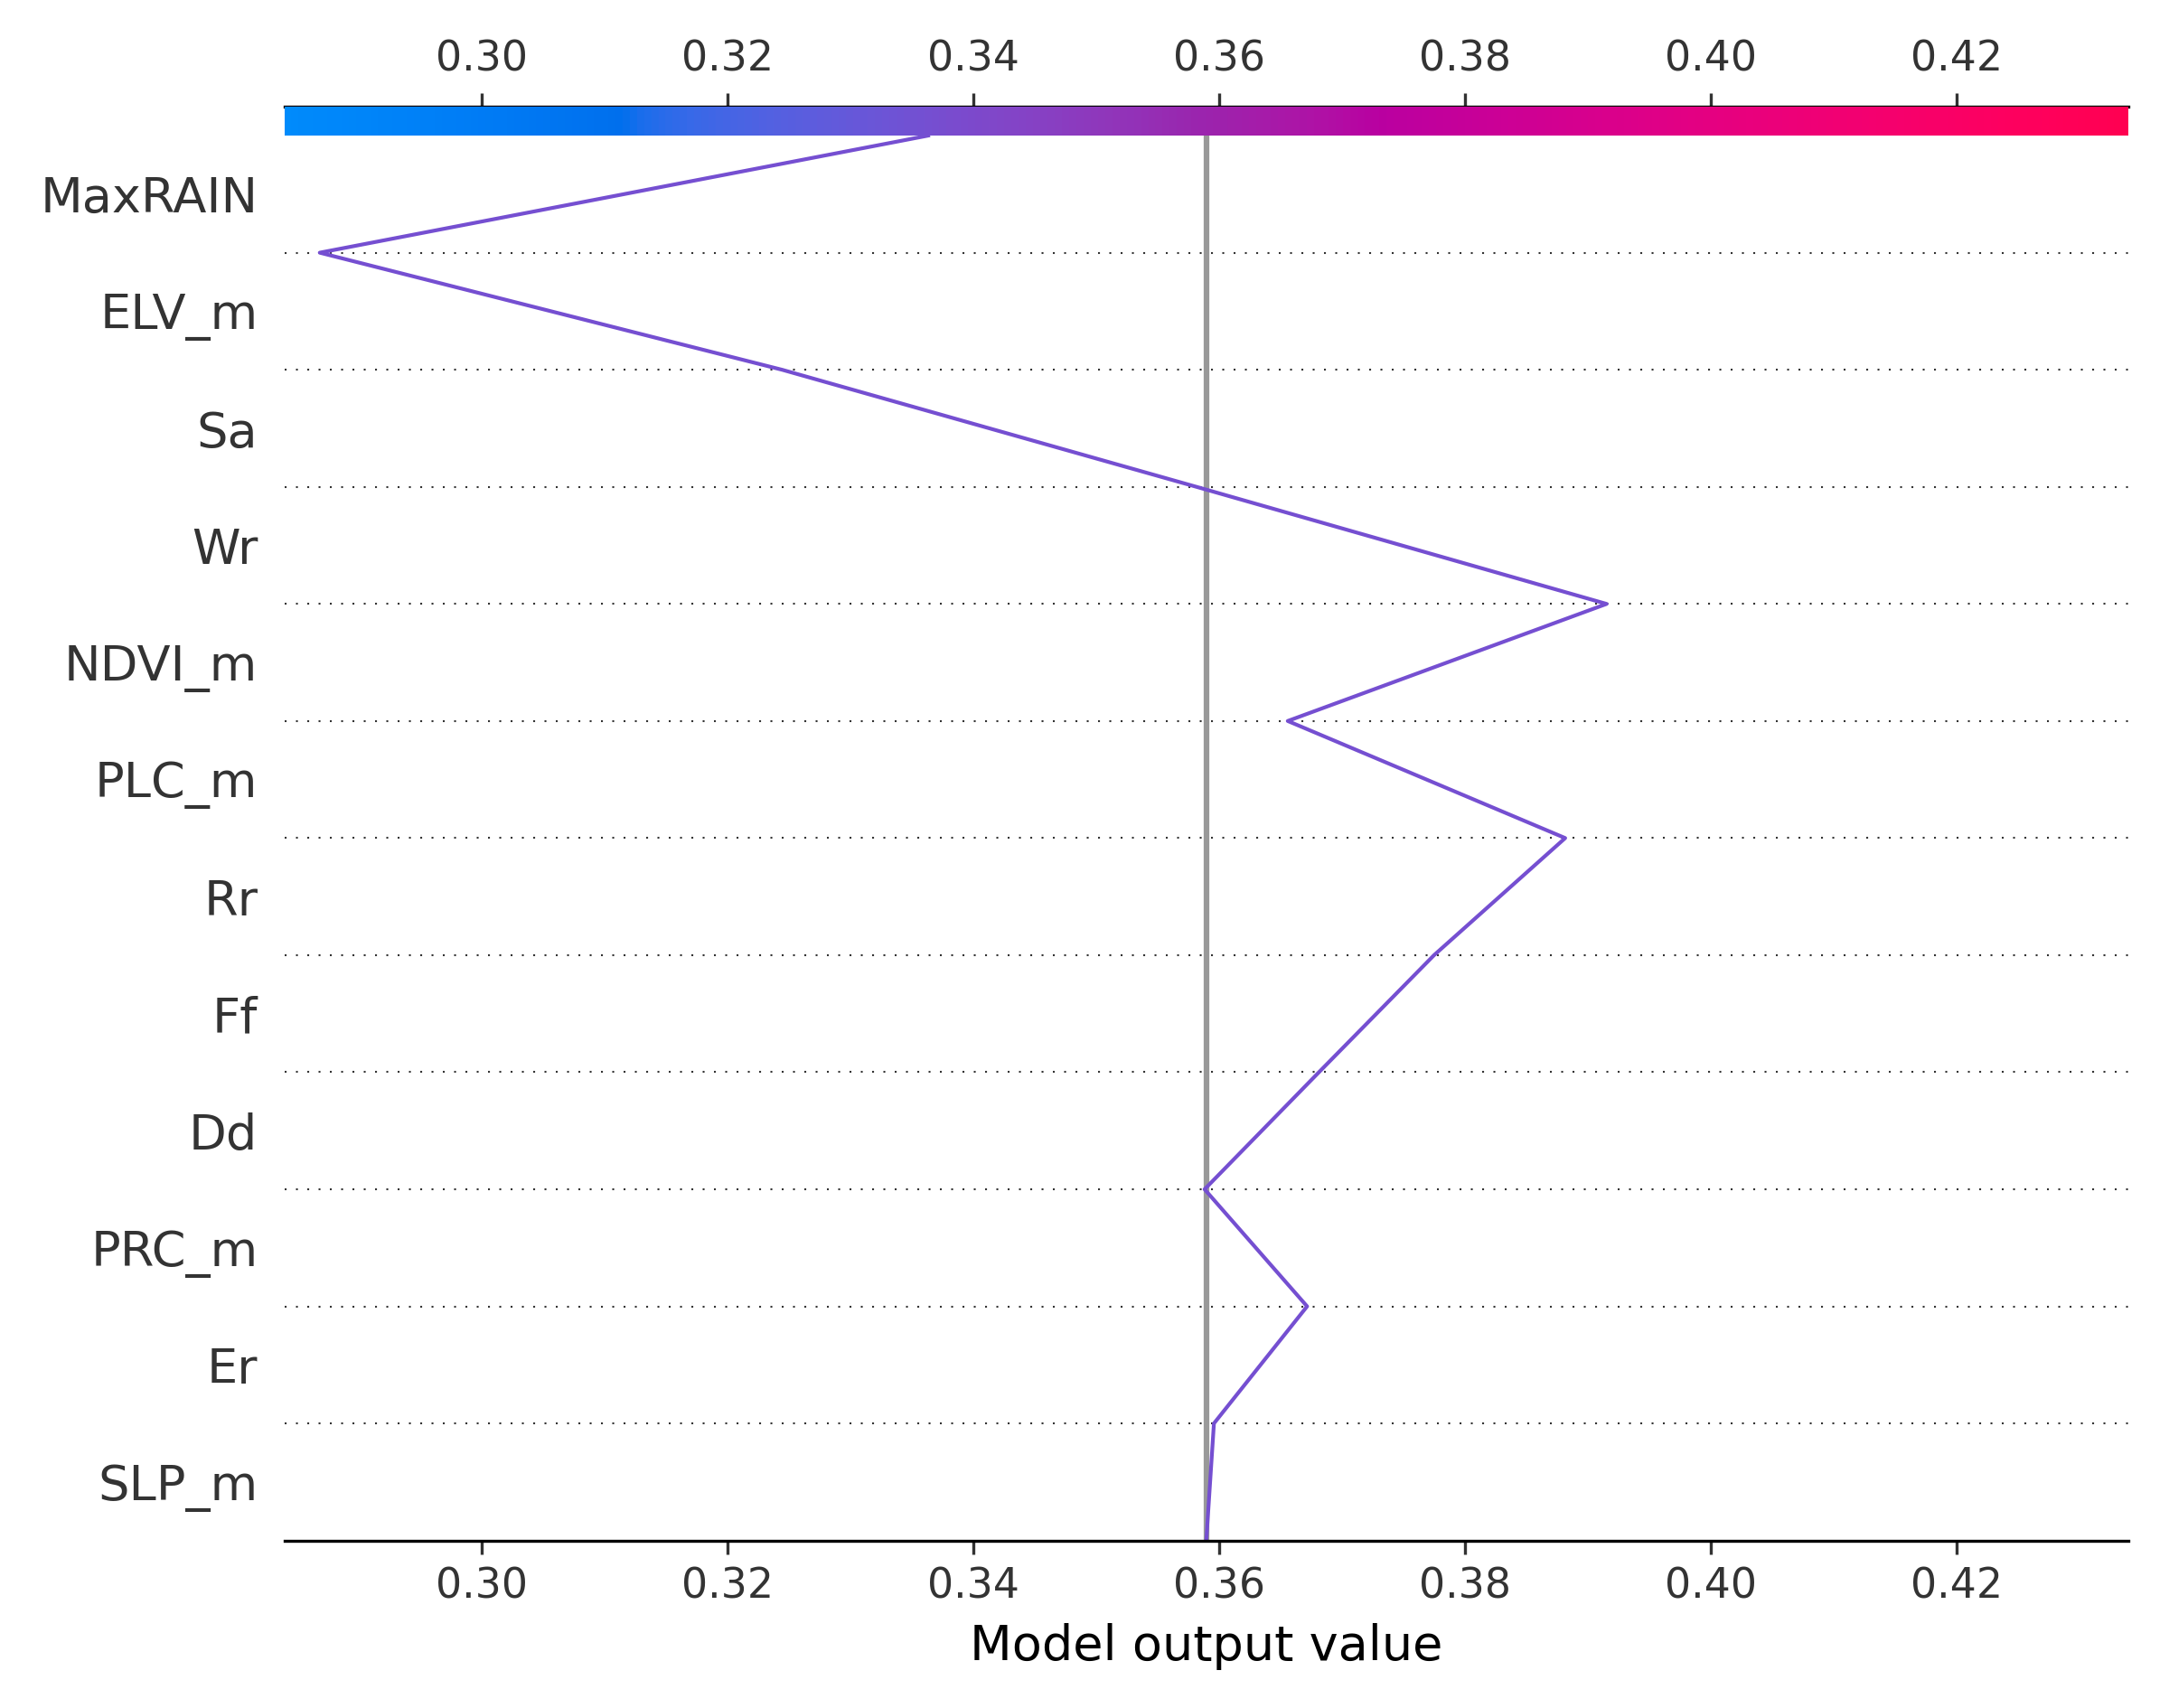 0.30 0.32 0.34 0.36 0.38 0.40 0.42
MaxRAIN
ELV_m
Sa
Wr
NDVI_m
PLC_m
Rr
Ff
Dd
PRC_m
Er
SLP_m
0.30 0.32 0.34 0.36 0.38 0.40 0.42
Model output value